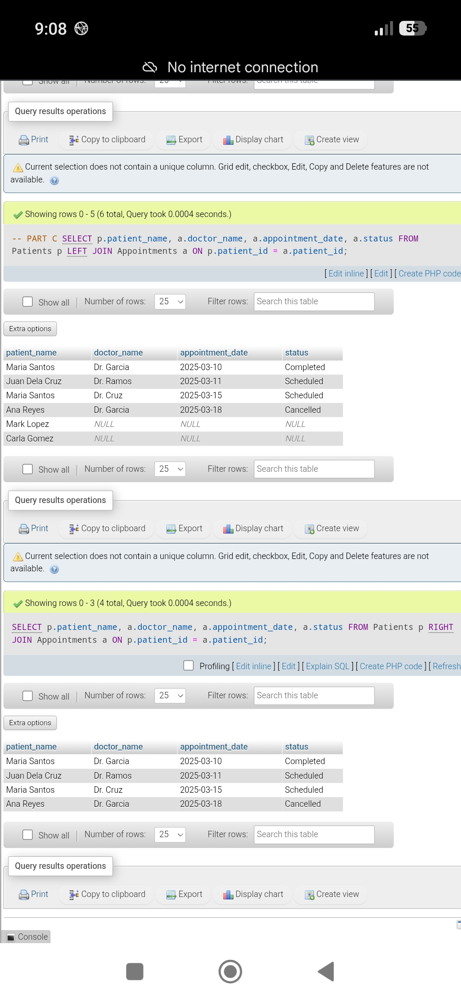 9:08
55
No internet connection
Show all Number of rows: 25 Filter rows: Search this table
Query results operations
Print Copy to clipboard Export Display chart Create view
Current selection does not contain a unique column. Grid edit, checkbox, Edit, Copy and Delete features are not
available.
Showing rows 0 - 5 (6 total, Query took 0.0004 seconds.)
-- PART C SELECT p.patient_name, a.doctor_name, a.appointment_date, a.status FROM
Patients p LEFT JOIN Appointments a ON p.patient_id = a.patient_id;
[ Edit inline ] [ Edit ] [ Create PHP code
Show all | Number of rows: 25 Filter rows: Search this table
Extra options
patient_name doctor_name appointment_date status
Maria Santos Dr. Garcia 2025-03-10 Completed
Juan Dela Cruz Dr. Ramos 2025-03-11 Scheduled
Maria Santos Dr. Cruz 2025-03-15 Scheduled
Ana Reyes Dr. Garcia 2025-03-18 Cancelled
Mark Lopez NULL NULL NULL
Carla Gomez NULL NULL NULL
Show all | Number of rows: 25 Filter rows: Search this table
Query results operations
Print Copy to clipboard Export Display chart Create view
Current selection does not contain a unique column. Grid edit, checkbox, Edit, Copy and Delete features are not
available.
Showing rows 0 - 3 (4 total, Query took 0.0004 seconds.)
SELECT p.patient_name, a.doctor_name, a.appointment_date, a.status FROM Patients p RIGHT
JOIN Appointments a ON p.patient_id = a.patient_id;
Profiling [ Edit inline ] [ Edit ] [ Explain SQL ] [ Create PHP code ] [ Refresh
Show all | Number of rows: 25 Filter rows: Search this table
Extra options
patient_name doctor_name appointment_date status
Maria Santos Dr. Garcia 2025-03-10 Completed
Juan Dela Cruz Dr. Ramos 2025-03-11 Scheduled
Maria Santos Dr. Cruz 2025-03-15 Scheduled
Ana Reyes Dr. Garcia 2025-03-18 Cancelled
Show all | Number of rows: 25 Filter rows: Search this table
Query results operations
Print Copy to clipboard Export Display chart Create view
Console